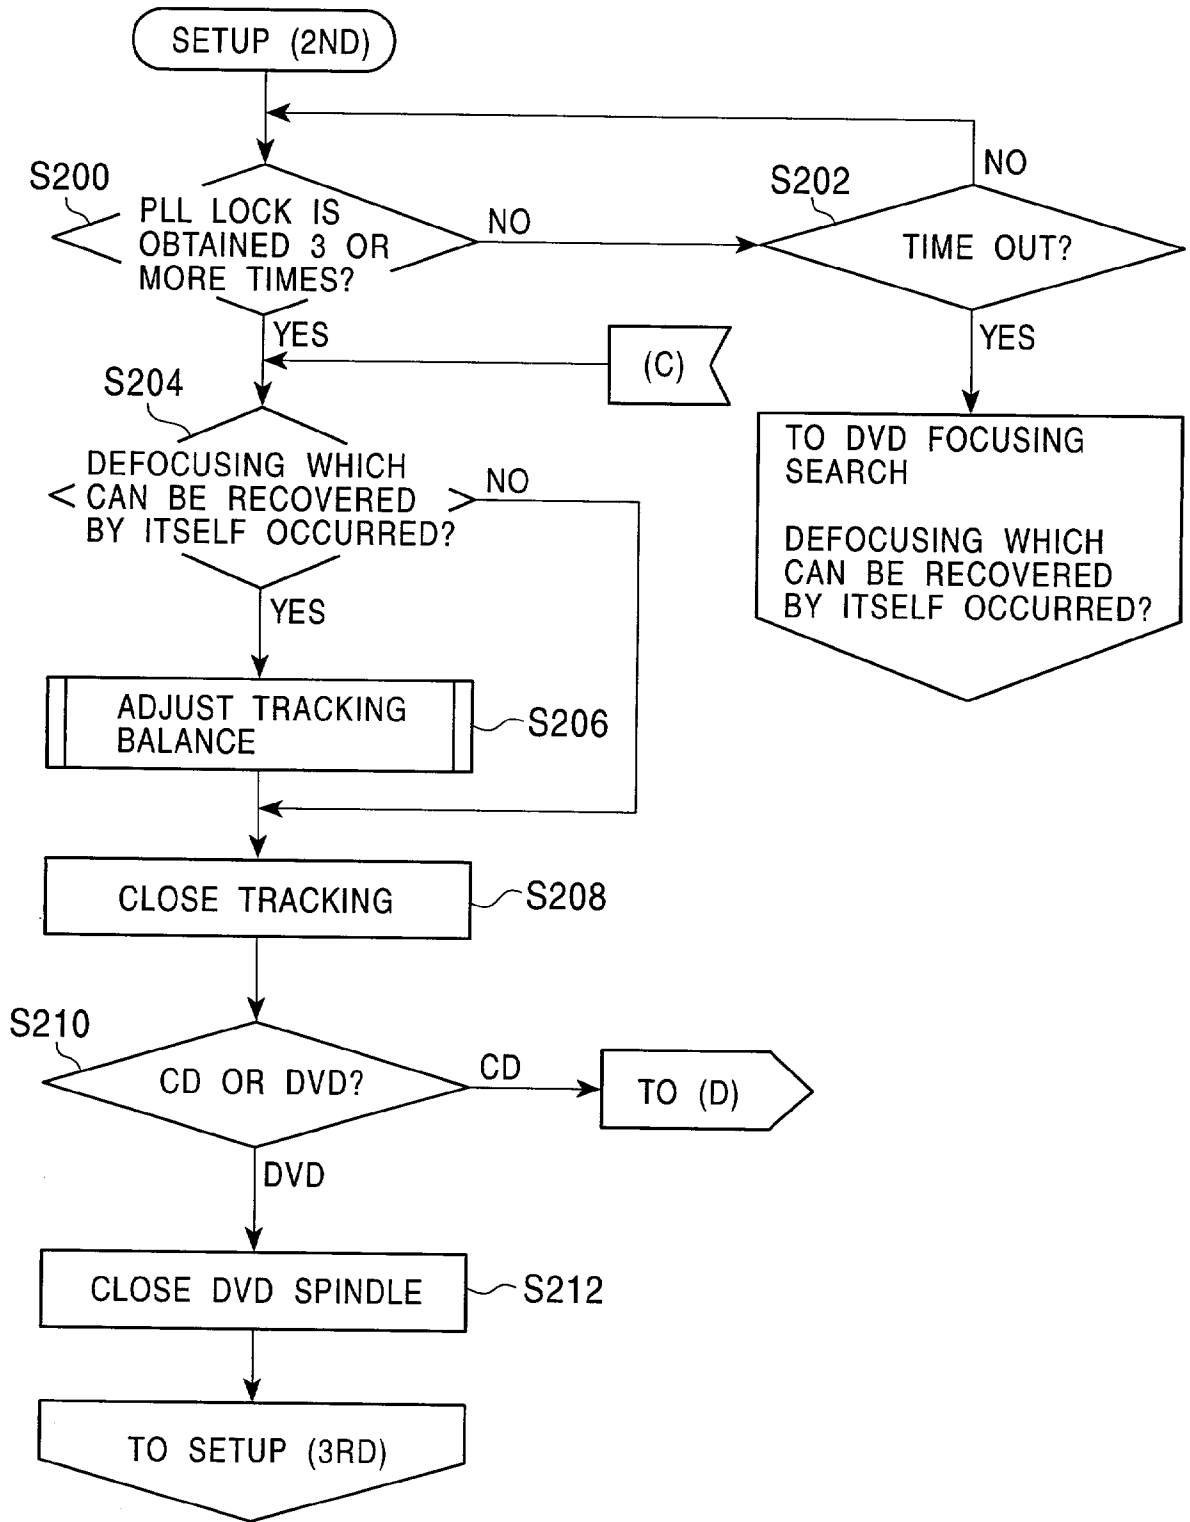 SETUP (2ND)
S200
PLL LOCK IS
OBTAINED 3 OR
MORE TIMES?
NO
S202
NO
TIME OUT?
YES
YES
(C)
S204
DEFOCUSING WHICH
CAN BE RECOVERED
BY ITSELF OCCURRED?
NO
TO DVD FOCUSING
SEARCH
DEFOCUSING WHICH
CAN BE RECOVERED
BY ITSELF OCCURRED?
YES
ADJUST TRACKING
BALANCE
S206
CLOSE TRACKING
S208
S210
CD OR DVD?
CD
TO (D)
DVD
CLOSE DVD SPINDLE
S212
TO SETUP (3RD)